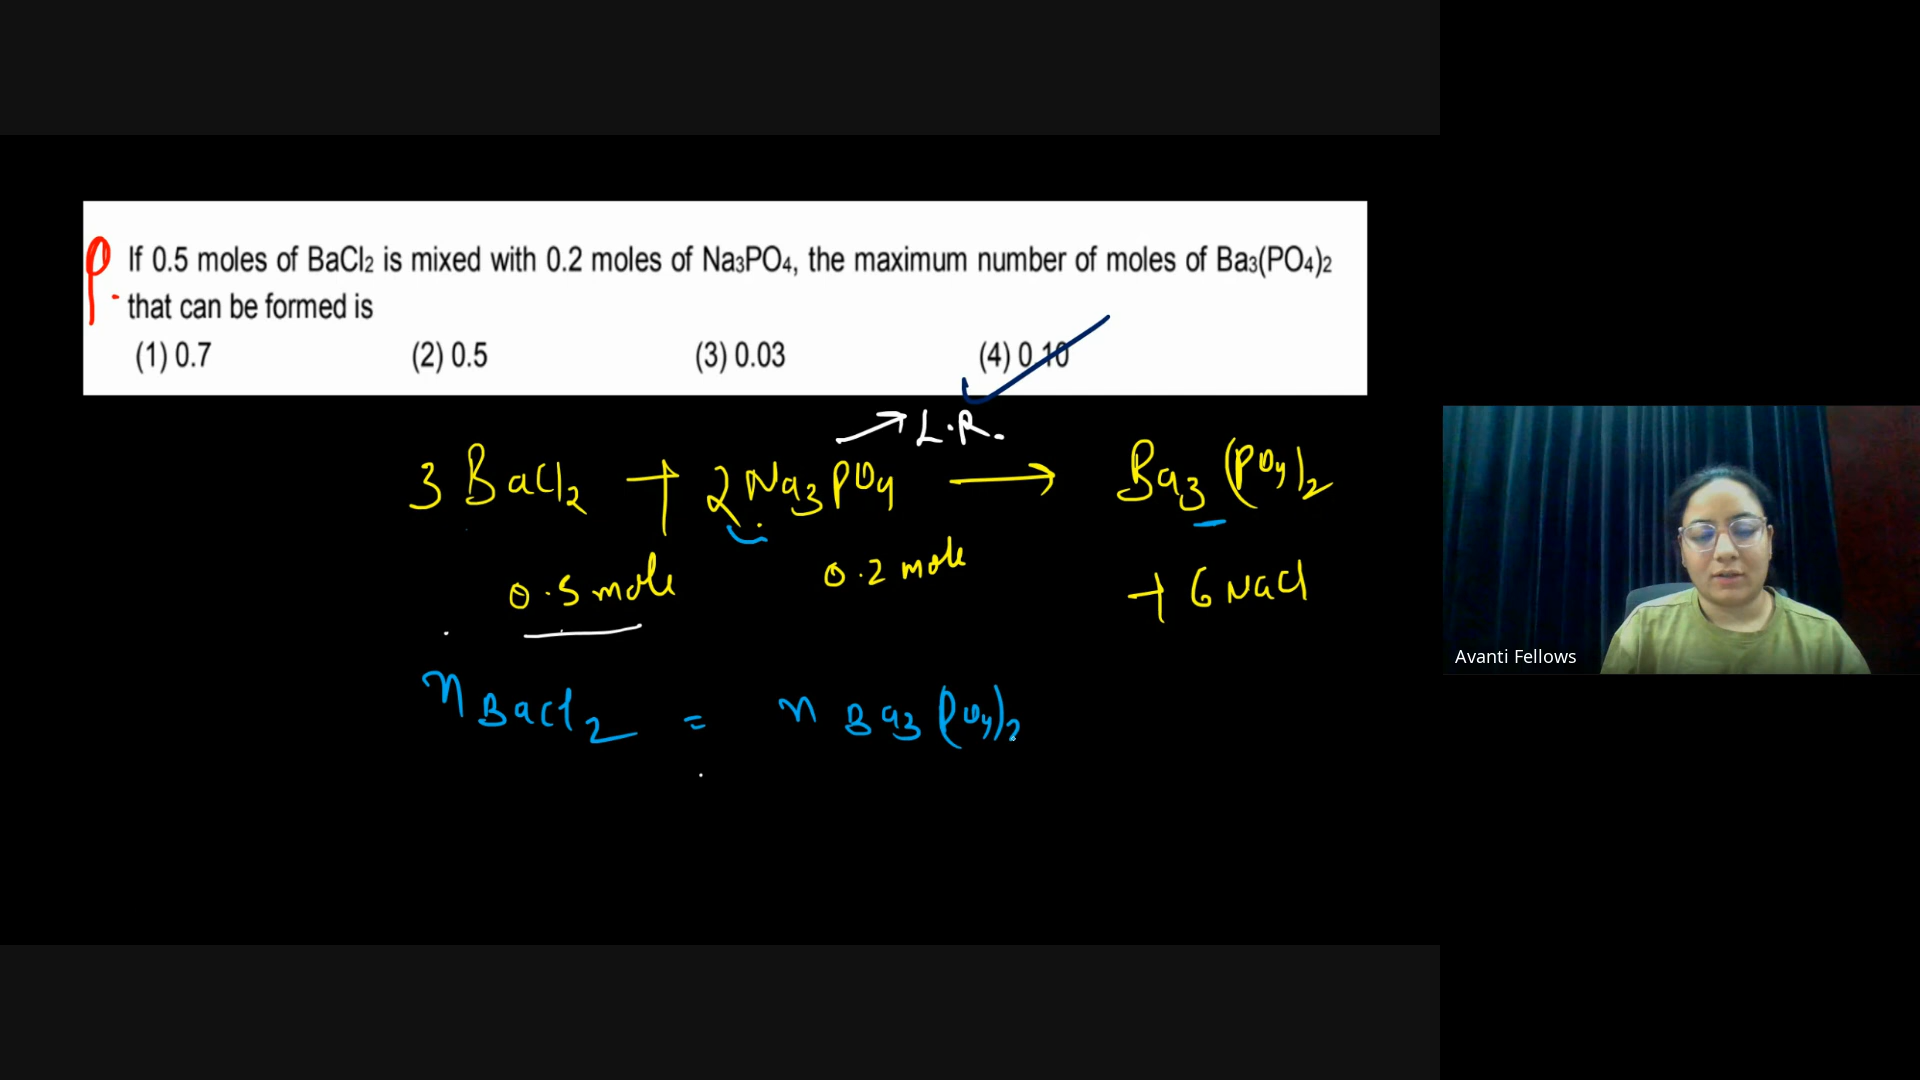 P. If 0.5 moles of BaCl2 is mixed with 0.2 moles of Na3PO4, the maximum number of moles of Ba3(PO4)2
that can be formed is
(1) 0.7 (2) 0.5 (3) 0.03 (4) 0.10
→ L.R.
3 BaCl2 + 2 Na3PO4 → Ba3(PO4)2
0.5 mole 0.2 mole + 6 NaCl
n BaCl2 = n Ba3(PO4)2
Avanti Fellows